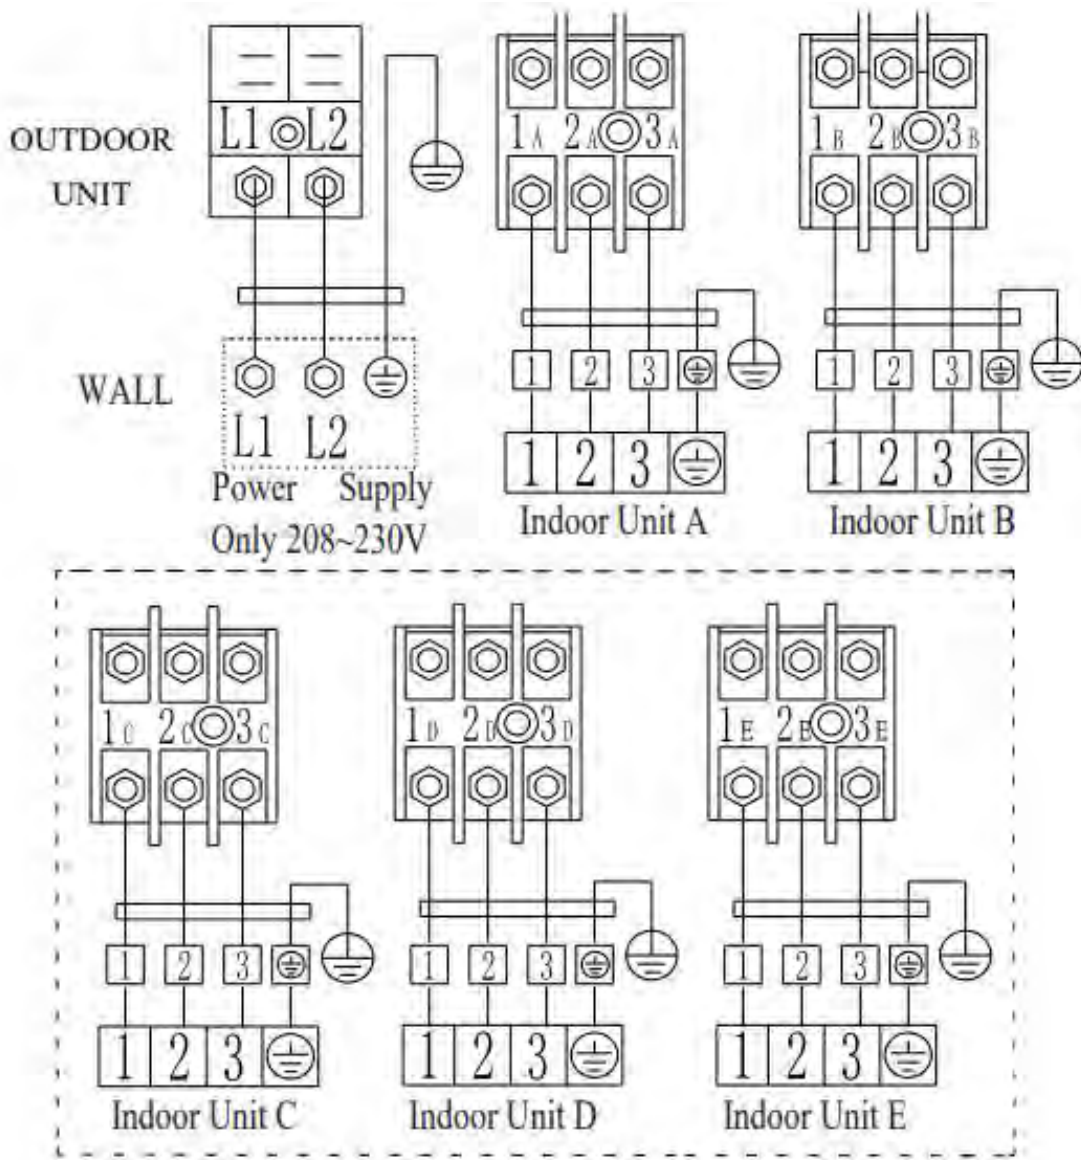 L1 L2
OUTDOOR
UNIT
1A 2A 3A
1B 2B 3B
WALL
L1 L2
Power Supply
Only 208~230V
1 2 3
1 2 3
Indoor Unit A
1 2 3
1 2 3
Indoor Unit B
1C 2C 3C
1D 2D 3D
1E 2E 3E
1 2 3
1 2 3
1 2 3
1 2 3
1 2 3
1 2 3
Indoor Unit C
Indoor Unit D
Indoor Unit E